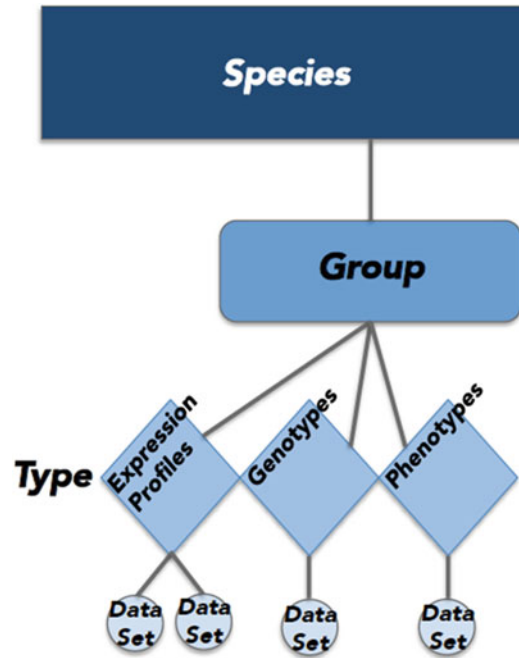 Species
Group
Type
Expression
Profiles
Genotypes
Phenotypes
Data
Set
Data
Set
Data
Set
Data
Set